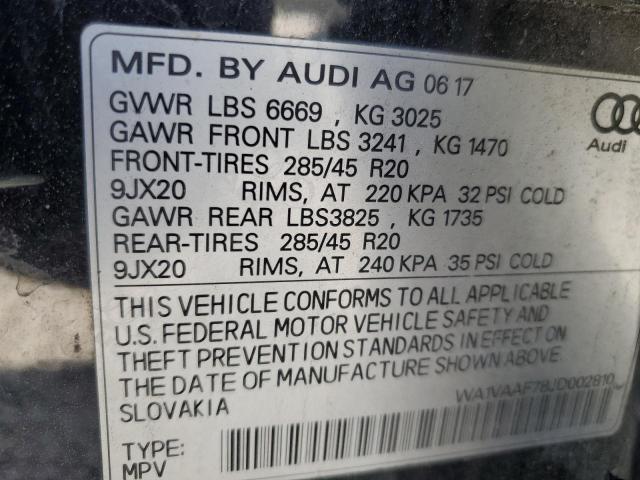 MFD. BY AUDI AG 06 17
GVWR LBS 6669 , KG 3025
GAWR FRONT LBS 3241 , KG 1470
FRONT-TIRES 285/45 R20
9JX20 RIMS, AT 220 KPA 32 PSI COLD
GAWR REAR LBS3825 , KG 1735
REAR-TIRES 285/45 R20
9JX20 RIMS, AT 240 KPA 35 PSI COLD
Audi
THIS VEHICLE CONFORMS TO ALL APPLICABLE
U.S. FEDERAL MOTOR VEHICLE SAFETY AND
THEFT PREVENTION STANDARDS IN EFFECT ON
THE DATE OF MANUFACTURE SHOWN ABOVE.
SLOVAKIA
WA1VAAF78JD002810
TYPE:
MPV